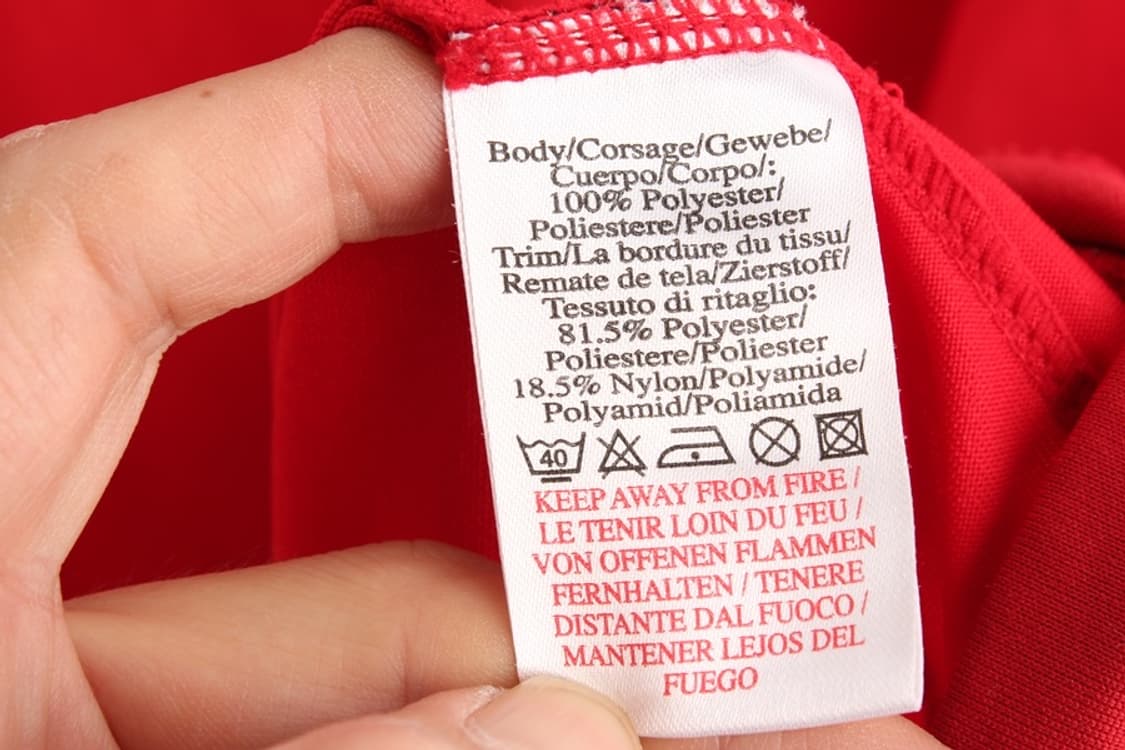 Body/Corsage/Gewebe/
Cuerpo/Corpo/:
100% Polyester/
Poliestere/Poliester
Trim/La bordure du tissu/
Remate de tela/Zierstoff/
Tessuto di ritaglio:
81.5% Polyester/
Poliestere/Poliester
18.5% Nylon/Polyamide/
Polyamid/Poliamida
40
KEEP AWAY FROM FIRE /
LE TENIR LOIN DU FEU /
VON OFFENEN FLAMMEN
FERNHALTEN / TENERE
DISTANTE DAL FUOCO /
MANTENER LEJOS DEL
FUEGO